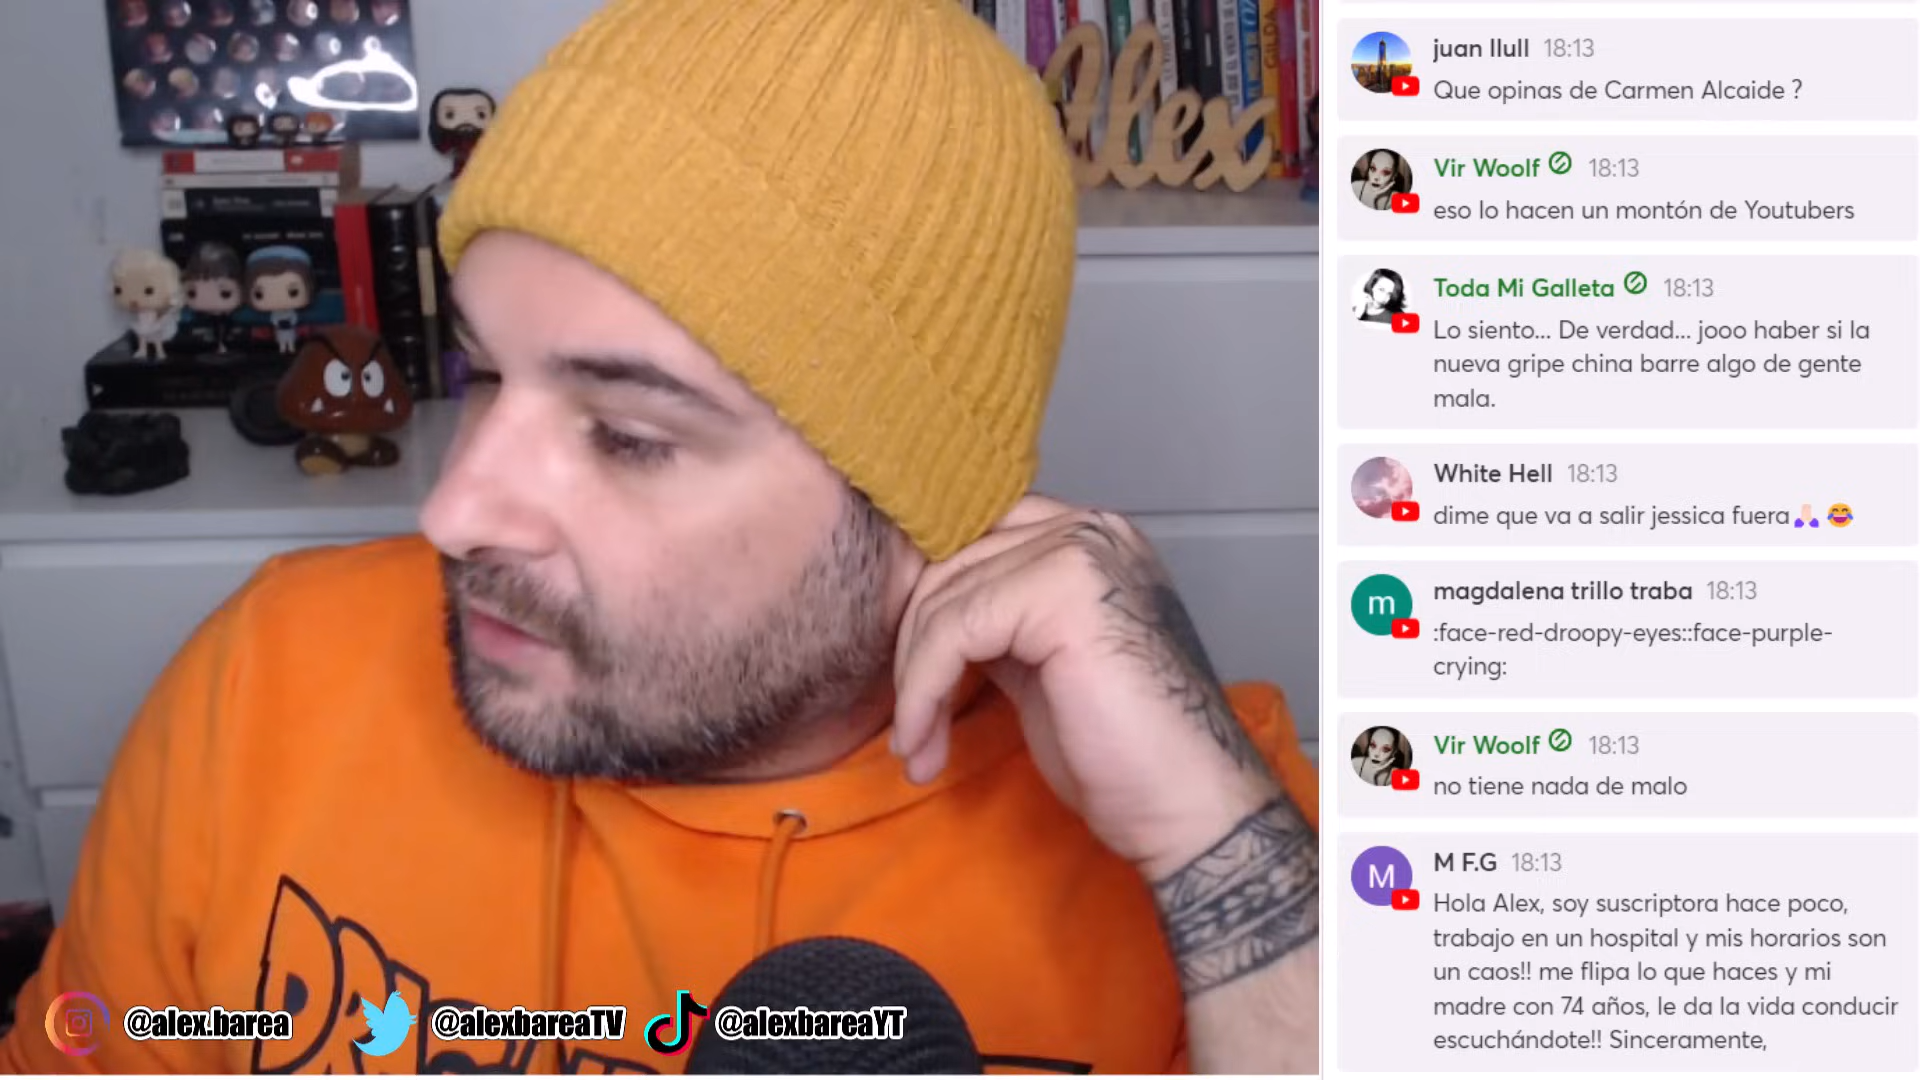 Alex
@alex.barea
@alexbareaTV
@alexbareaYT
juan llull 18:13
Que opinas de Carmen Alcaide ?
Vir Woolf 18:13
eso lo hacen un montón de Youtubers
Toda Mi Galleta 18:13
Lo siento... De verdad... jooo haber si la
nueva gripe china barre algo de gente
mala.
White Hell 18:13
dime que va a salir jessica fuera🙏🏻😂
m
magdalena trillo traba 18:13
:face-red-droopy-eyes::face-purple-
crying:
Vir Woolf 18:13
no tiene nada de malo
M
M F.G 18:13
Hola Alex, soy suscriptora hace poco,
trabajo en un hospital y mis horarios son
un caos!! me flipa lo que haces y mi
madre con 74 años, le da la vida conducir
escuchándote!! Sinceramente,